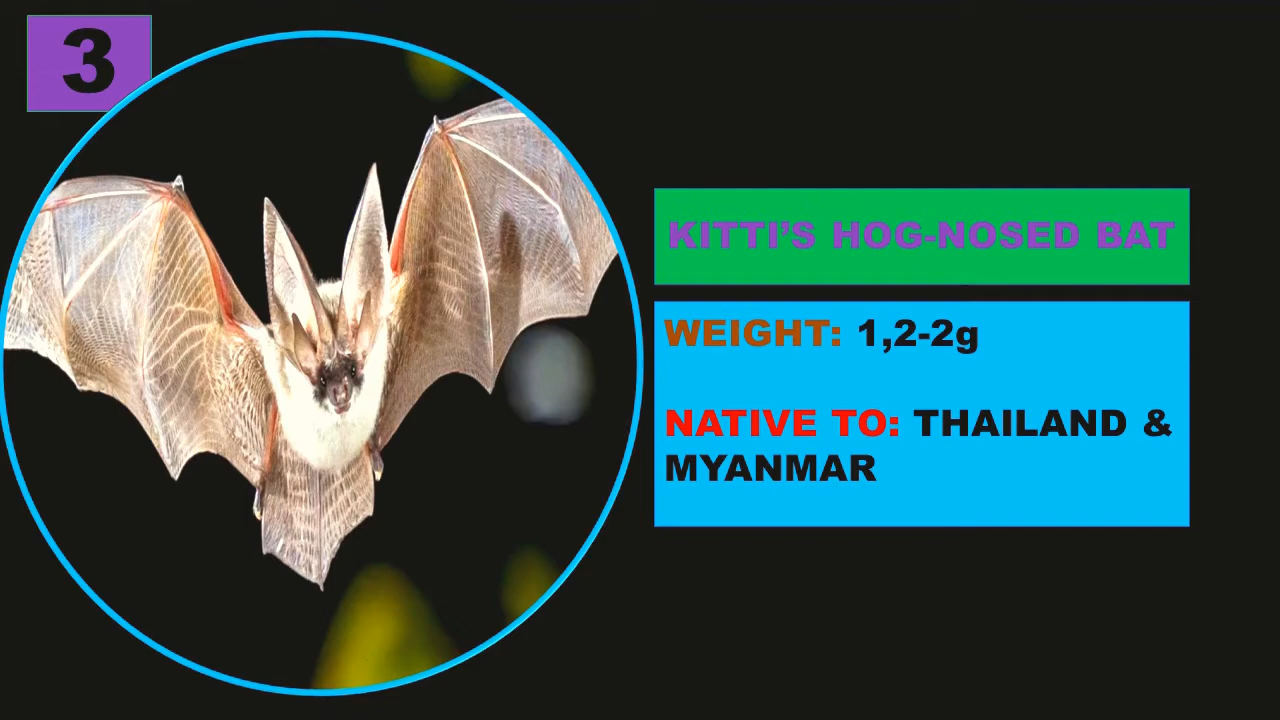 3
KITTI'S HOG-NOSED BAT
WEIGHT: 1,2-2g
NATIVE TO: THAILAND &
MYANMAR